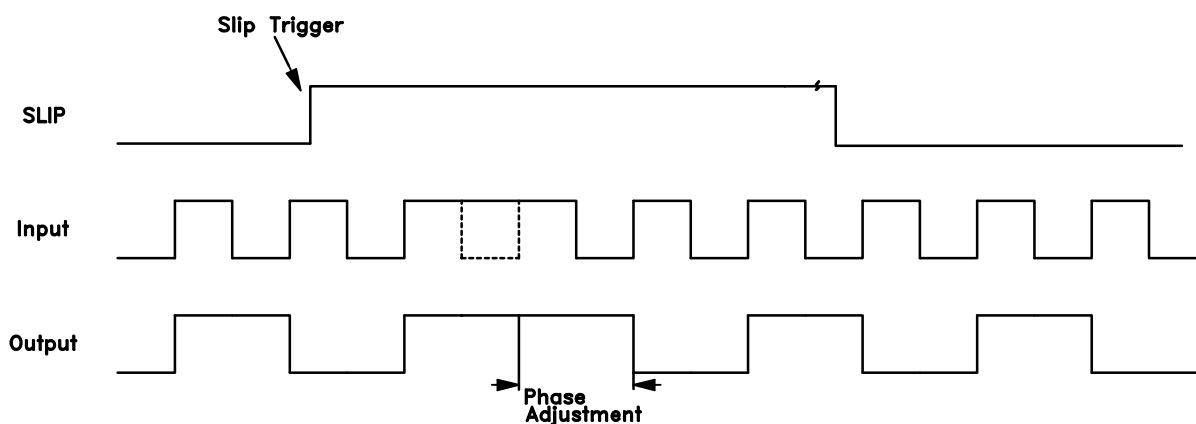 Slip Trigger
SLIP
Input
Output
Phase
Adjustment